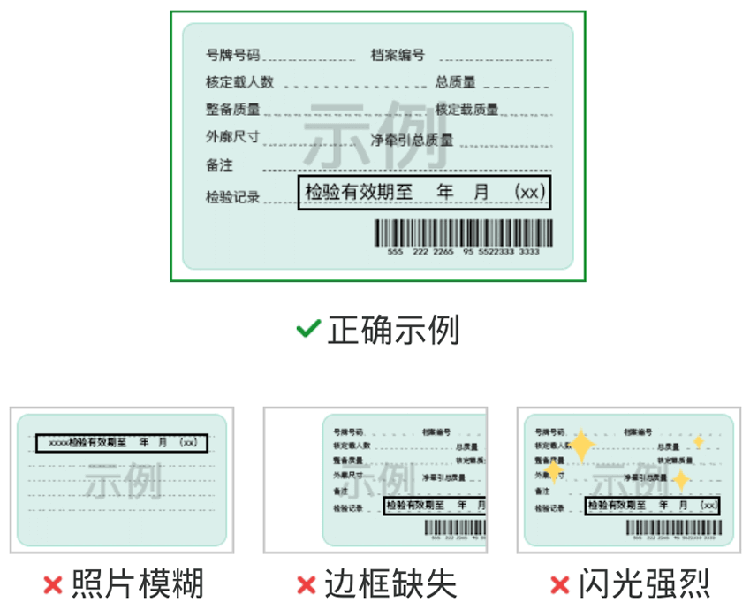 号牌号码 档案编号
核定载人数 总质量
整备质量 核定载质量
外廓尺寸 净牵引总质量
备注
检验记录 检验有效期至 年 月 (xx)
示例
555 222 2265 95 5522333 3333
正确示例
xxxx检验有效期至 年 月 (xx)
示例
照片模糊
号牌号码 档案编号
核定载人数 总质量
整备质量 核定载质
外廓尺寸 净牵引总质量
备注
检验记录 检验有效期至 年 月
示例
边框缺失
号牌号码 档案编号
核定载人数 总质量
整备质量 核定载质量
外廓 寸 净牵引总质量
备注
检验记录 检验有效期至 年 月 (xx)
示例
闪光强烈